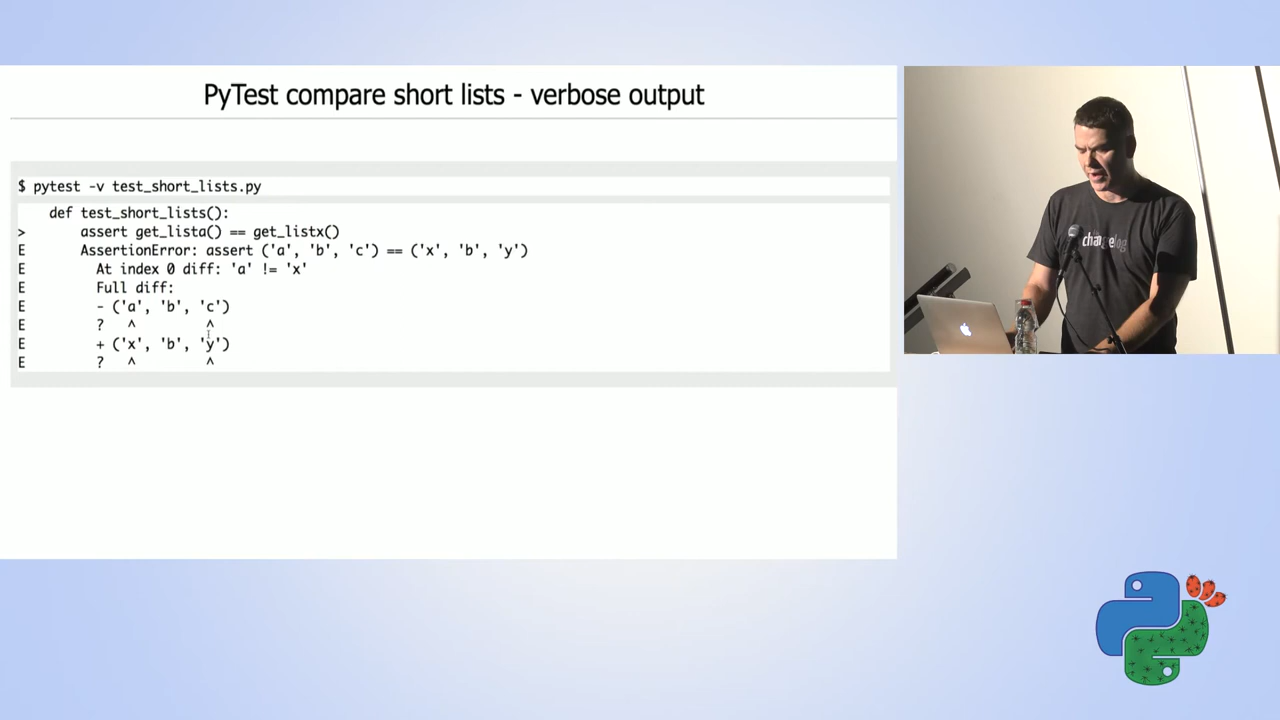 PyTest compare short lists - verbose output
$ pytest -v test_short_lists.py
    def test_short_lists():
>       assert get_lista() == get_listx()
E       AssertionError: assert ('a', 'b', 'c') == ('x', 'b', 'y')
E         At index 0 diff: 'a' != 'x'
E         Full diff:
E         - ('a', 'b', 'c')
E         ?   ^         ^
E         + ('x', 'b', 'y')
E         ?   ^         ^
changelog